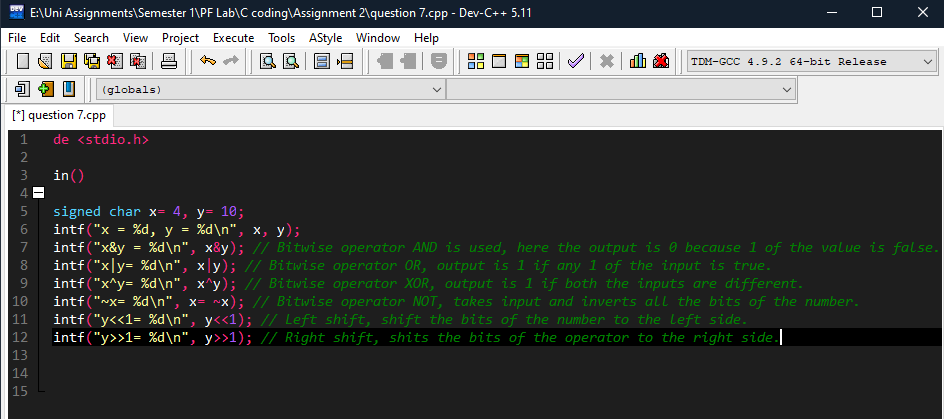 E:\Uni Assignments\Semester 1\PF Lab\C coding\Assignment 2\question 7.cpp - Dev-C++ 5.11
File Edit Search View Project Execute Tools AStyle Window Help
TDM-GCC 4.9.2 64-bit Release
(globals)
[*] question 7.cpp
1 de <stdio.h>
2
3 in()
4
5 signed char x= 4, y= 10;
6 intf("x = %d, y = %d\n", x, y);
7 intf("x&y = %d\n", x&y); // Bitwise operator AND is used, here the output is 0 because 1 of the value is false.
8 intf("x|y= %d\n", x|y); // Bitwise operator OR, output is 1 if any 1 of the input is true.
9 intf("x^y= %d\n", x^y); // Bitwise operator XOR, output is 1 if both the inputs are different.
10 intf("~x= %d\n", x= ~x); // Bitwise operator NOT, takes input and inverts all the bits of the number.
11 intf("y<<1= %d\n", y<<1); // Left shift, shift the bits of the number to the left side.
12 intf("y>>1= %d\n", y>>1); // Right shift, shits the bits of the operator to the right side.
13
14
15